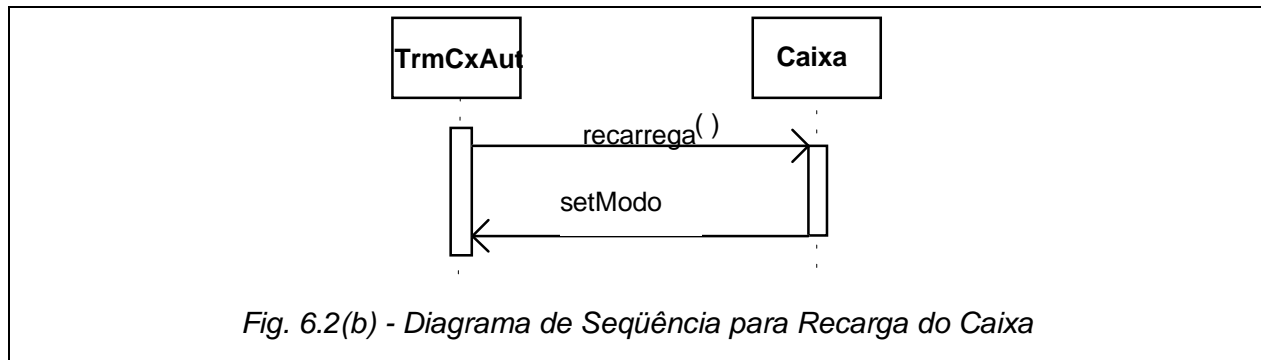 TrmCxAut
Caixa
recarrega( )
setModo
Fig. 6.2(b) - Diagrama de Seqüência para Recarga do Caixa